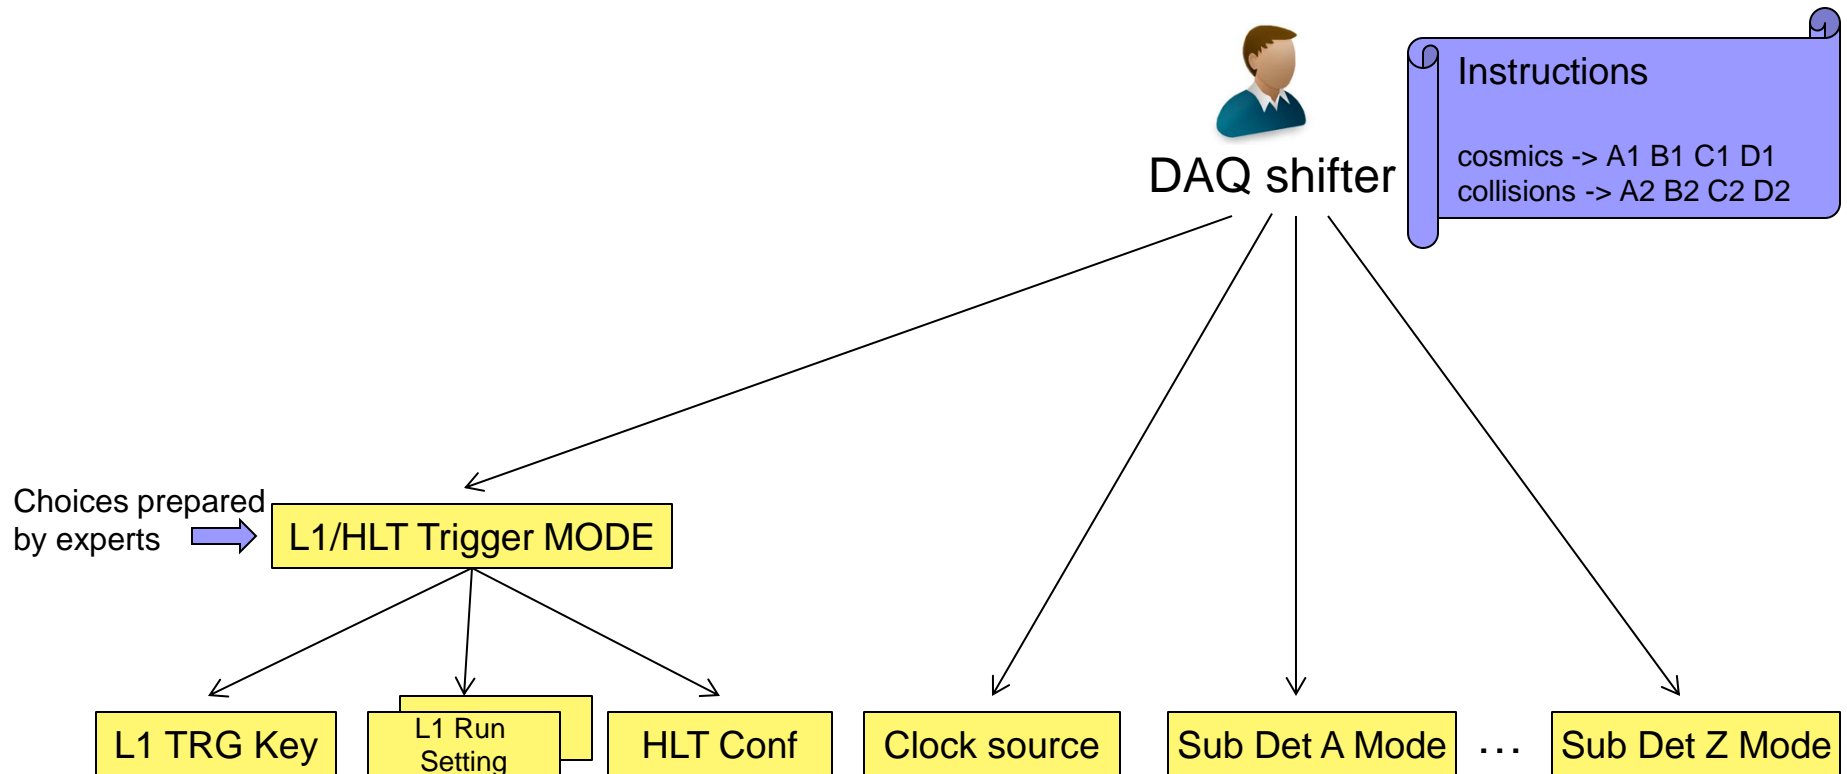 Instructions
cosmics -> A1 B1 C1 D1
collisions -> A2 B2 C2 D2
DAQ shifter
Choices prepared
by experts
L1/HLT Trigger MODE
L1 TRG Key
L1 Run
Setting
HLT Conf
Clock source
Sub Det A Mode
...
Sub Det Z Mode